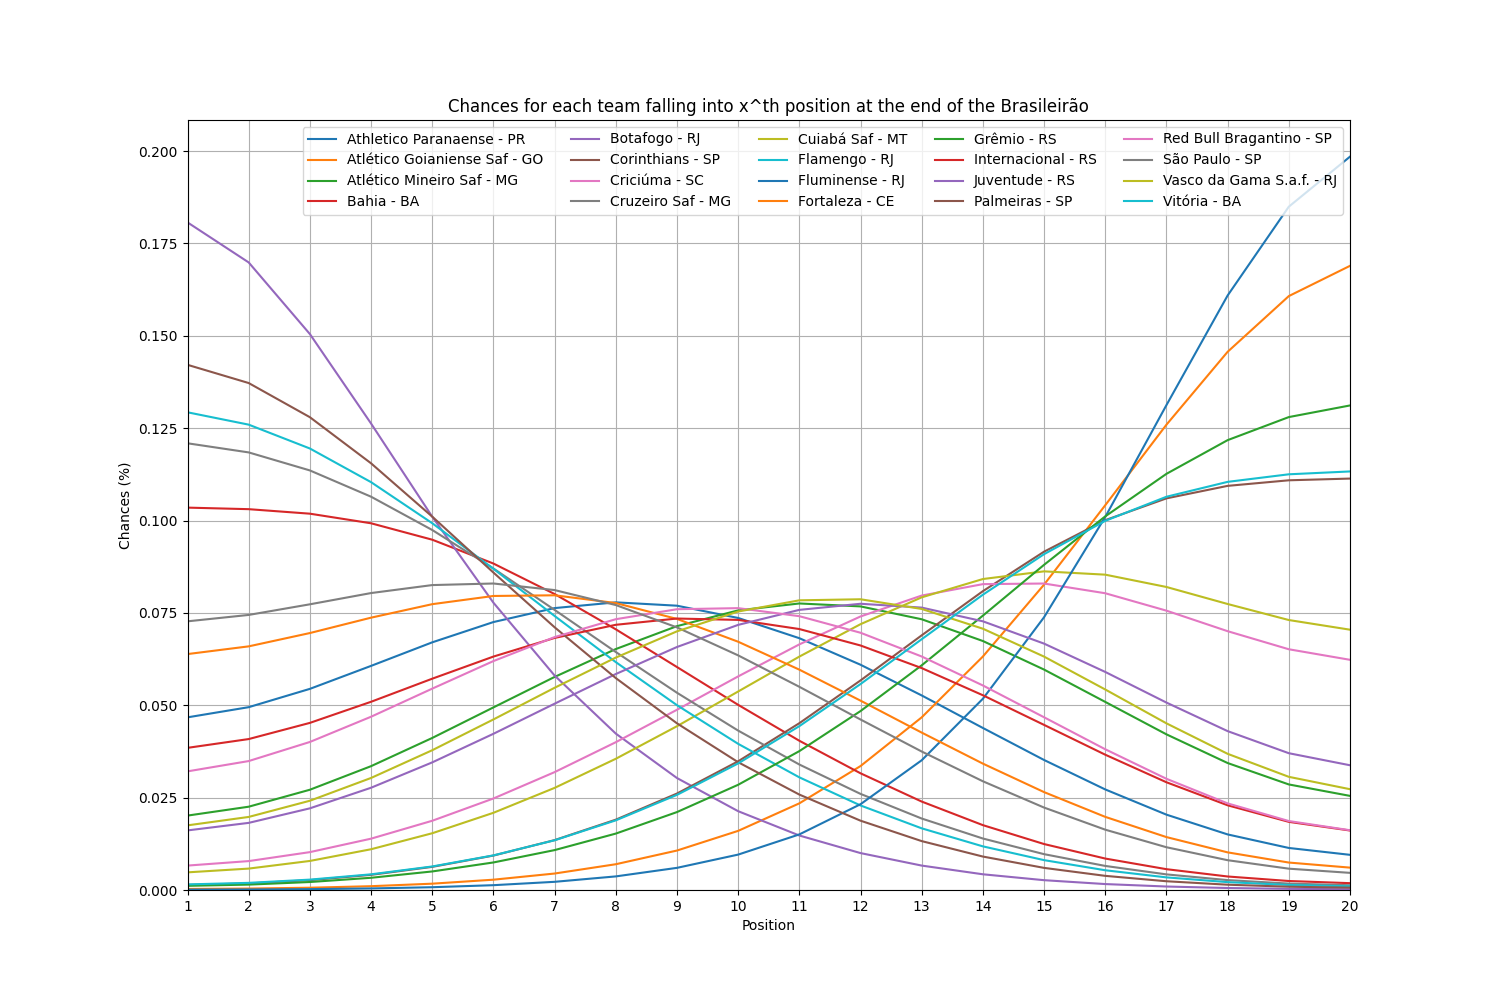 Chances for each team falling into x^th position at the end of the Brasileirão
Athletico Paranaense - PR
Atlético Goianiense Saf - GO
Atlético Mineiro Saf - MG
Bahia - BA
Botafogo - RJ
Corinthians - SP
Criciúma - SC
Cruzeiro Saf - MG
Cuiabá Saf - MT
Flamengo - RJ
Fluminense - RJ
Fortaleza - CE
Grêmio - RS
Internacional - RS
Juventude - RS
Palmeiras - SP
Red Bull Bragantino - SP
São Paulo - SP
Vasco da Gama S.a.f. - RJ
Vitória - BA
Chances (%)
0.200
0.175
0.150
0.125
0.100
0.075
0.050
0.025
0.000
1 2 3 4 5 6 7 8 9 10 11 12 13 14 15 16 17 18 19 20
Position